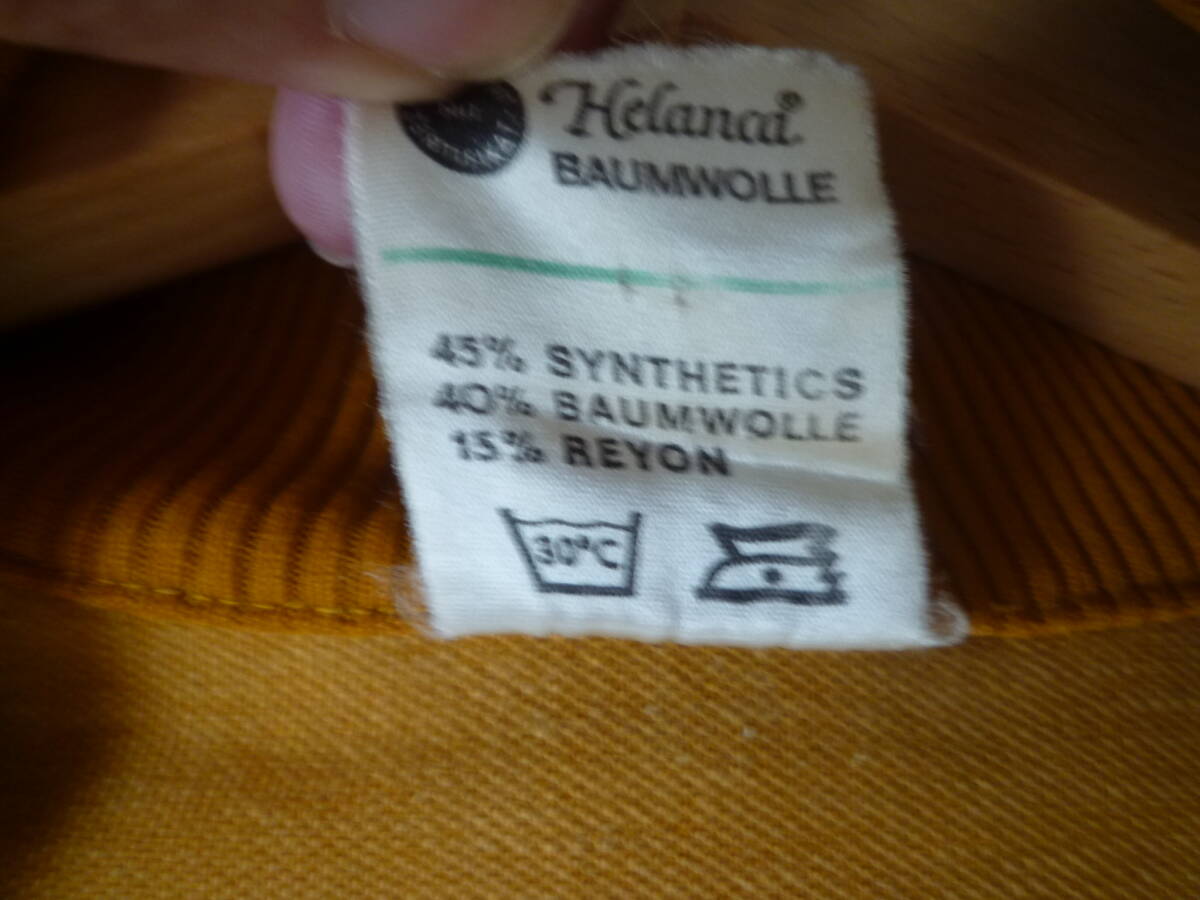 Helanca®
BAUMWOLLE
45% SYNTHETICS
40% BAUMWOLLE
15% REYON
30°C